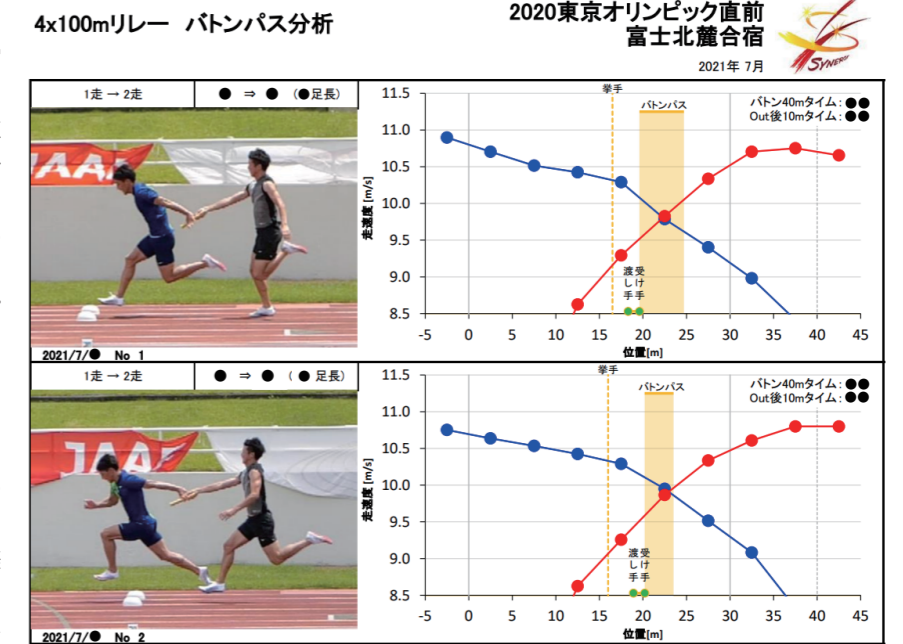 4x100mリレー バトンパス分析
2020東京オリンピック直前
富士北麓合宿
2021年 7月
SYNERGY
1走 → 2走
● ⇒ ● (●足長)
JAAF
2021/7/● No 1
挙手
バトンパス
バトン40mタイム:●●
Out後10mタイム:●●
走速度 [m/s]
11.5
11.0
10.5
10.0
9.5
9.0
8.5
渡し手
受け手
-5 0 5 10 15 20 25 30 35 40 45
位置[m]
1走 → 2走
● ⇒ ● ( ● 足長)
JAAF
2021/7/● No 2
挙手
バトンパス
バトン40mタイム:●●
Out後10mタイム:●●
走速度 [m/s]
11.5
11.0
10.5
10.0
9.5
9.0
8.5
渡し手
受け手
-5 0 5 10 15 20 25 30 35 40 45
位置[m]